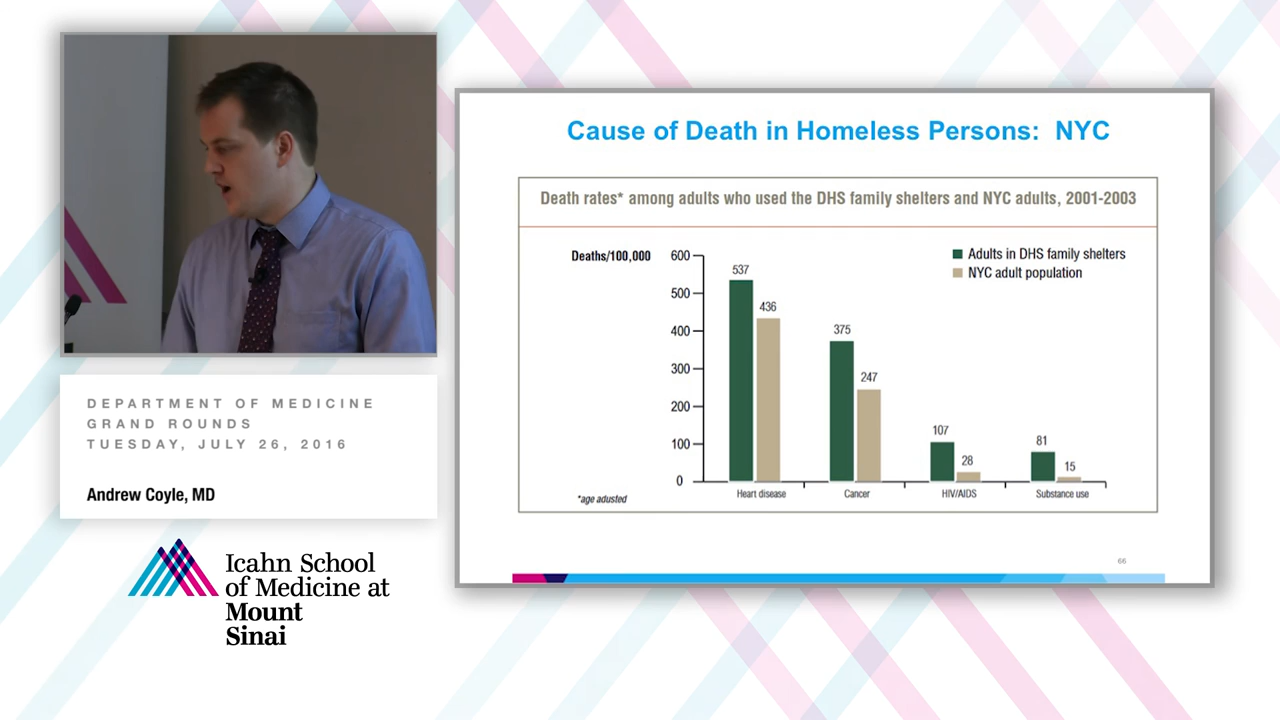 DEPARTMENT OF MEDICINE
GRAND ROUNDS
TUESDAY, JULY 26, 2016
Andrew Coyle, MD
Icahn School
of Medicine at
Mount
Sinai
Cause of Death in Homeless Persons: NYC
Death rates* among adults who used the DHS family shelters and NYC adults, 2001-2003
Deaths/100,000
600
500
400
300
200
100
0
Adults in DHS family shelters
NYC adult population
537
436
375
247
107
28
81
15
Heart disease
Cancer
HIV/AIDS
Substance use
*age adusted
66